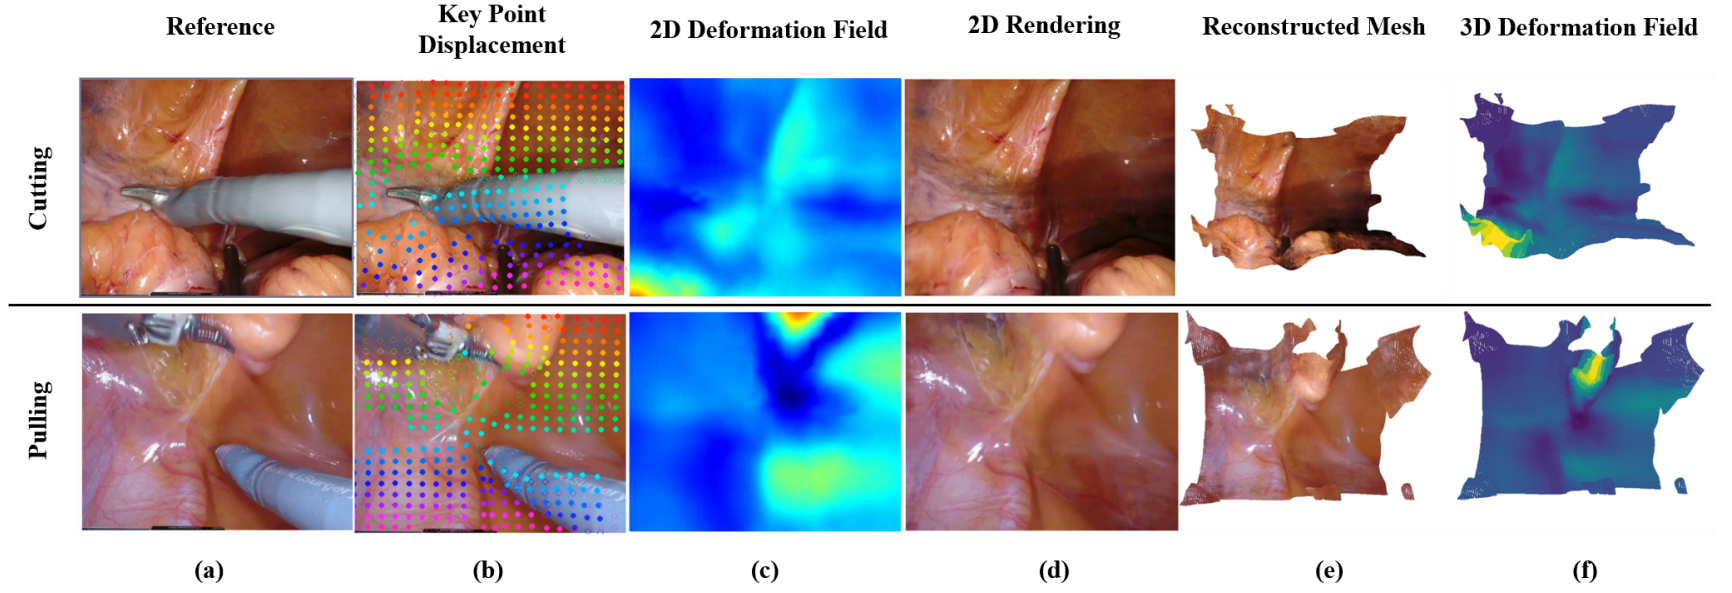 Reference
Key Point
Displacement
2D Deformation Field
2D Rendering
Reconstructed Mesh
3D Deformation Field
Cutting
Pulling
(a)
(b)
(c)
(d)
(e)
(f)